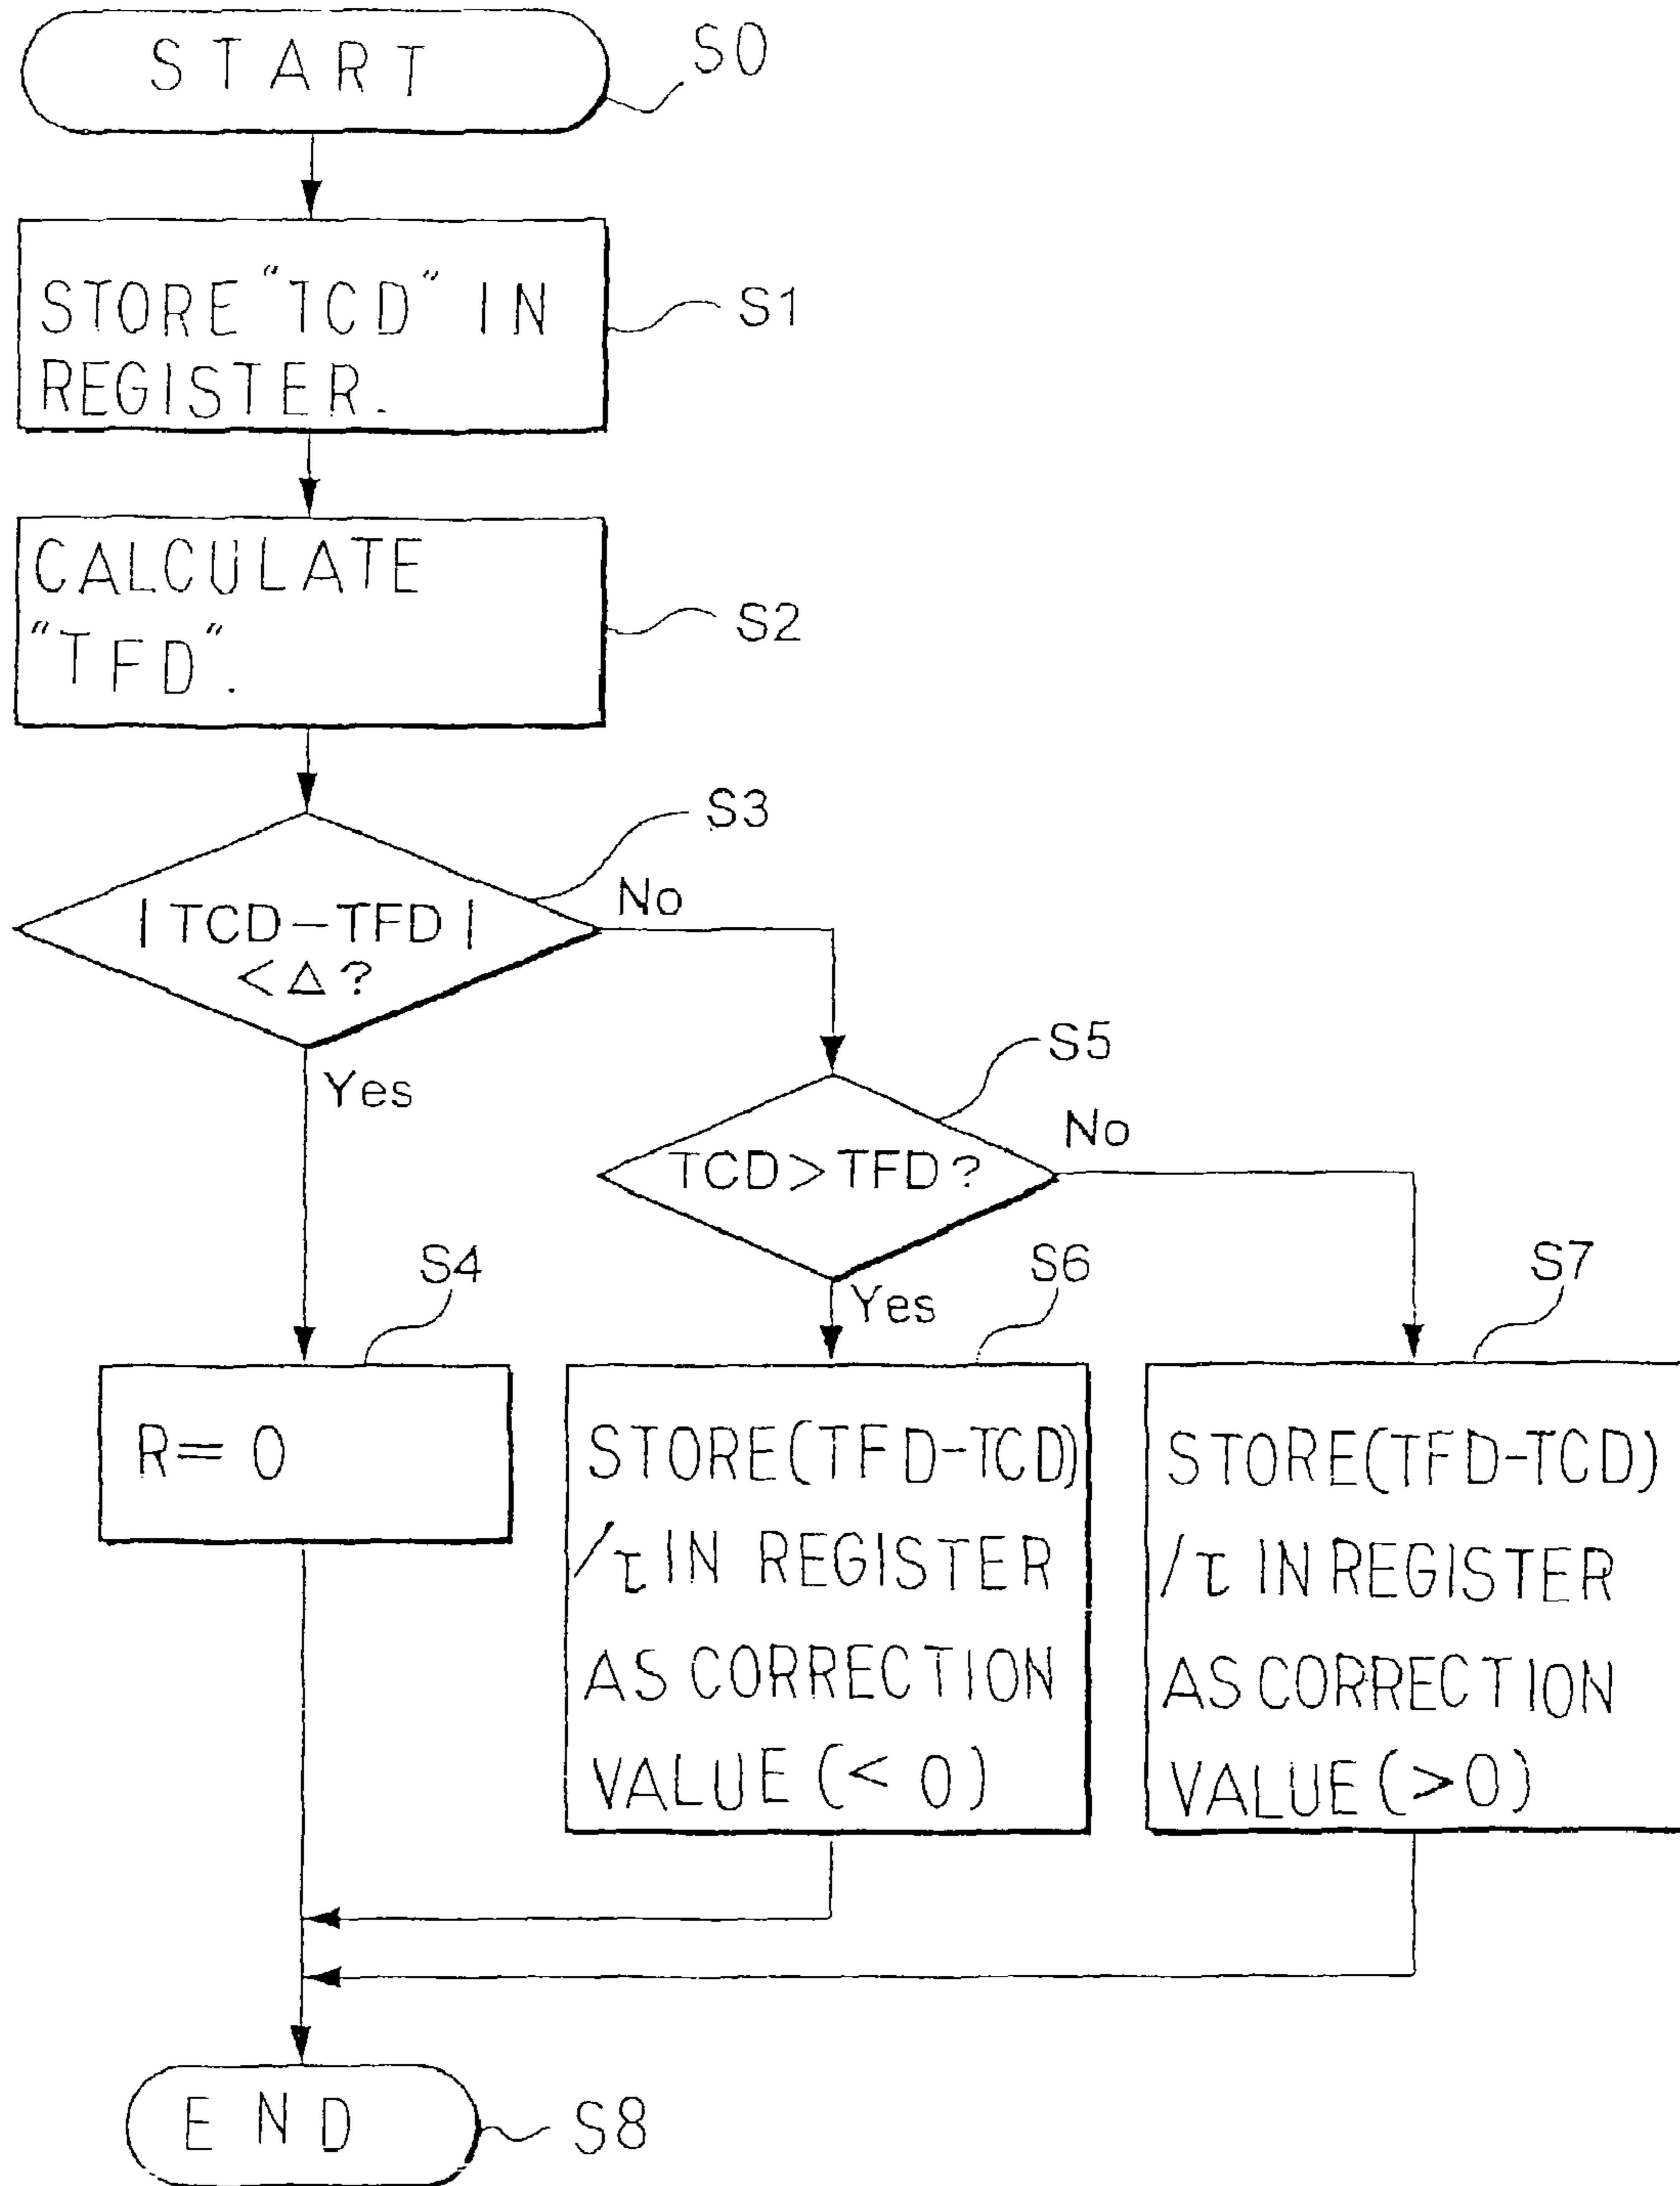 START
S0
STORE "TCD" IN
REGISTER.
S1
CALCULATE
"TFD".
S2
S3
| TCD−TFD |
<△?
No
Yes
S5
TCD>TFD?
No
Yes
S4
R= 0
S6
STORE(TFD-TCD)
/τ IN REGISTER
AS CORRECTION
VALUE (< 0)
S7
STORE(TFD-TCD)
/τ IN REGISTER
AS CORRECTION
VALUE (>0)
END
S8